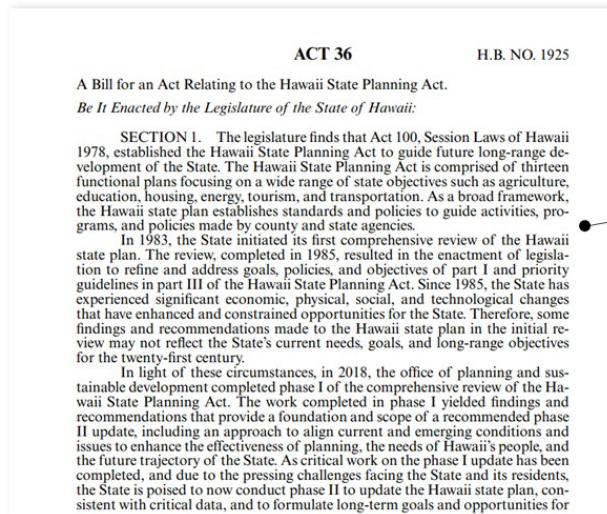 ACT 36 H.B. NO. 1925
A Bill for an Act Relating to the Hawaii State Planning Act.
Be It Enacted by the Legislature of the State of Hawaii:
SECTION 1. The legislature finds that Act 100, Session Laws of Hawaii
1978, established the Hawaii State Planning Act to guide future long-range de-
velopment of the State. The Hawaii State Planning Act is comprised of thirteen
functional plans focusing on a wide range of state objectives such as agriculture,
education, housing, energy, tourism, and transportation. As a broad framework,
the Hawaii state plan establishes standards and policies to guide activities, pro-
grams, and policies made by county and state agencies.
In 1983, the State initiated its first comprehensive review of the Hawaii
state plan. The review, completed in 1985, resulted in the enactment of legisla-
tion to refine and address goals, policies, and objectives of part I and priority
guidelines in part III of the Hawaii State Planning Act. Since 1985, the State has
experienced significant economic, physical, social, and technological changes
that have enhanced and constrained opportunities for the State. Therefore, some
findings and recommendations made to the Hawaii state plan in the initial re-
view may not reflect the State's current needs, goals, and long-range objectives
for the twenty-first century.
In light of these circumstances, in 2018, the office of planning and sus-
tainable development completed phase I of the comprehensive review of the Ha-
waii State Planning Act. The work completed in phase I yielded findings and
recommendations that provide a foundation and scope of a recommended phase
II update, including an approach to align current and emerging conditions and
issues to enhance the effectiveness of planning, the needs of Hawaii's people, and
the future trajectory of the State. As critical work on the phase I update has been
completed, and due to the pressing challenges facing the State and its residents,
the State is poised to now conduct phase II to update the Hawaii state plan, con-
sistent with critical data, and to formulate long-term goals and opportunities for